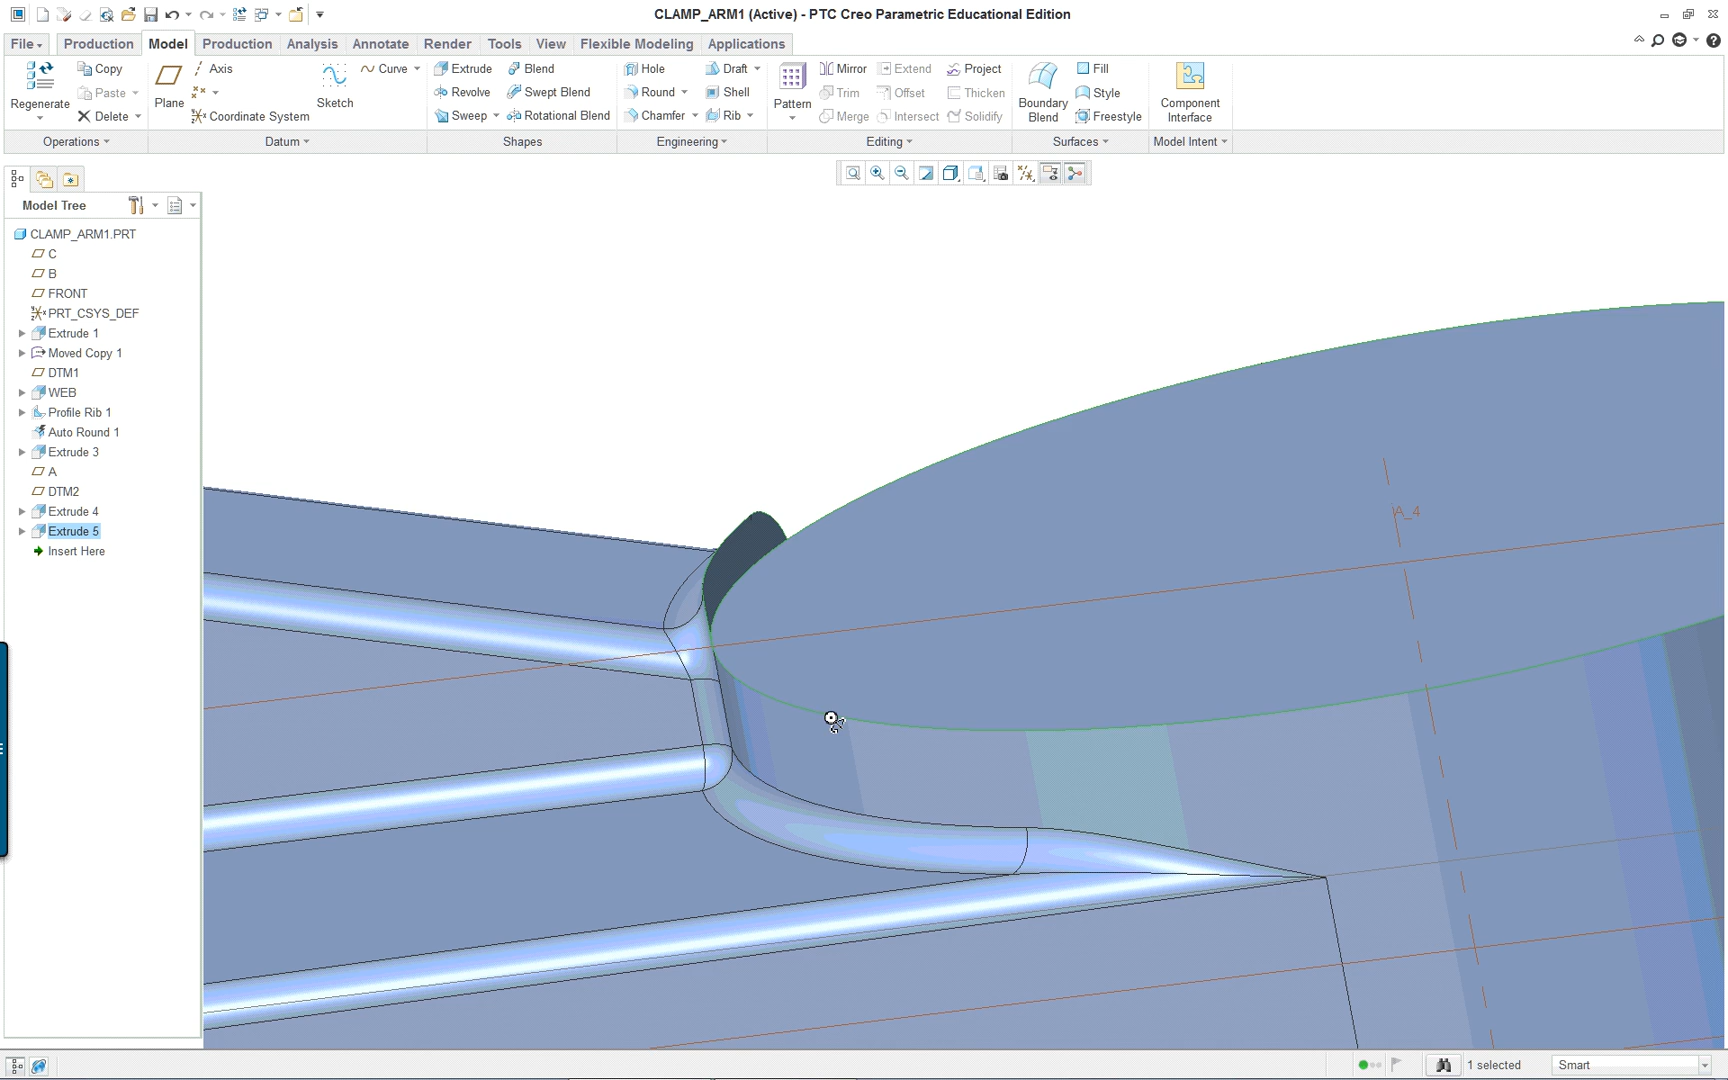 CLAMP_ARM1 (Active) - PTC Creo Parametric Educational Edition
File Production Model Production Analysis Annotate Render Tools View Flexible Modeling Applications
Regenerate
Copy
Paste
Delete
Operations
Plane
Axis
Coordinate System
Sketch
Curve
Datum
Extrude
Revolve
Sweep
Blend
Swept Blend
Rotational Blend
Shapes
Hole
Round
Chamfer
Draft
Shell
Rib
Engineering
Pattern
Mirror
Trim
Merge
Extend
Offset
Intersect
Project
Thicken
Solidify
Editing
Boundary
Blend
Fill
Style
Freestyle
Surfaces
Component
Interface
Model Intent
Model Tree
CLAMP_ARM1.PRT
C
B
FRONT
PRT_CSYS_DEF
Extrude 1
Moved Copy 1
DTM1
WEB
Profile Rib 1
Auto Round 1
Extrude 3
A
DTM2
Extrude 4
Extrude 5
Insert Here
A_4
1 selected
Smart